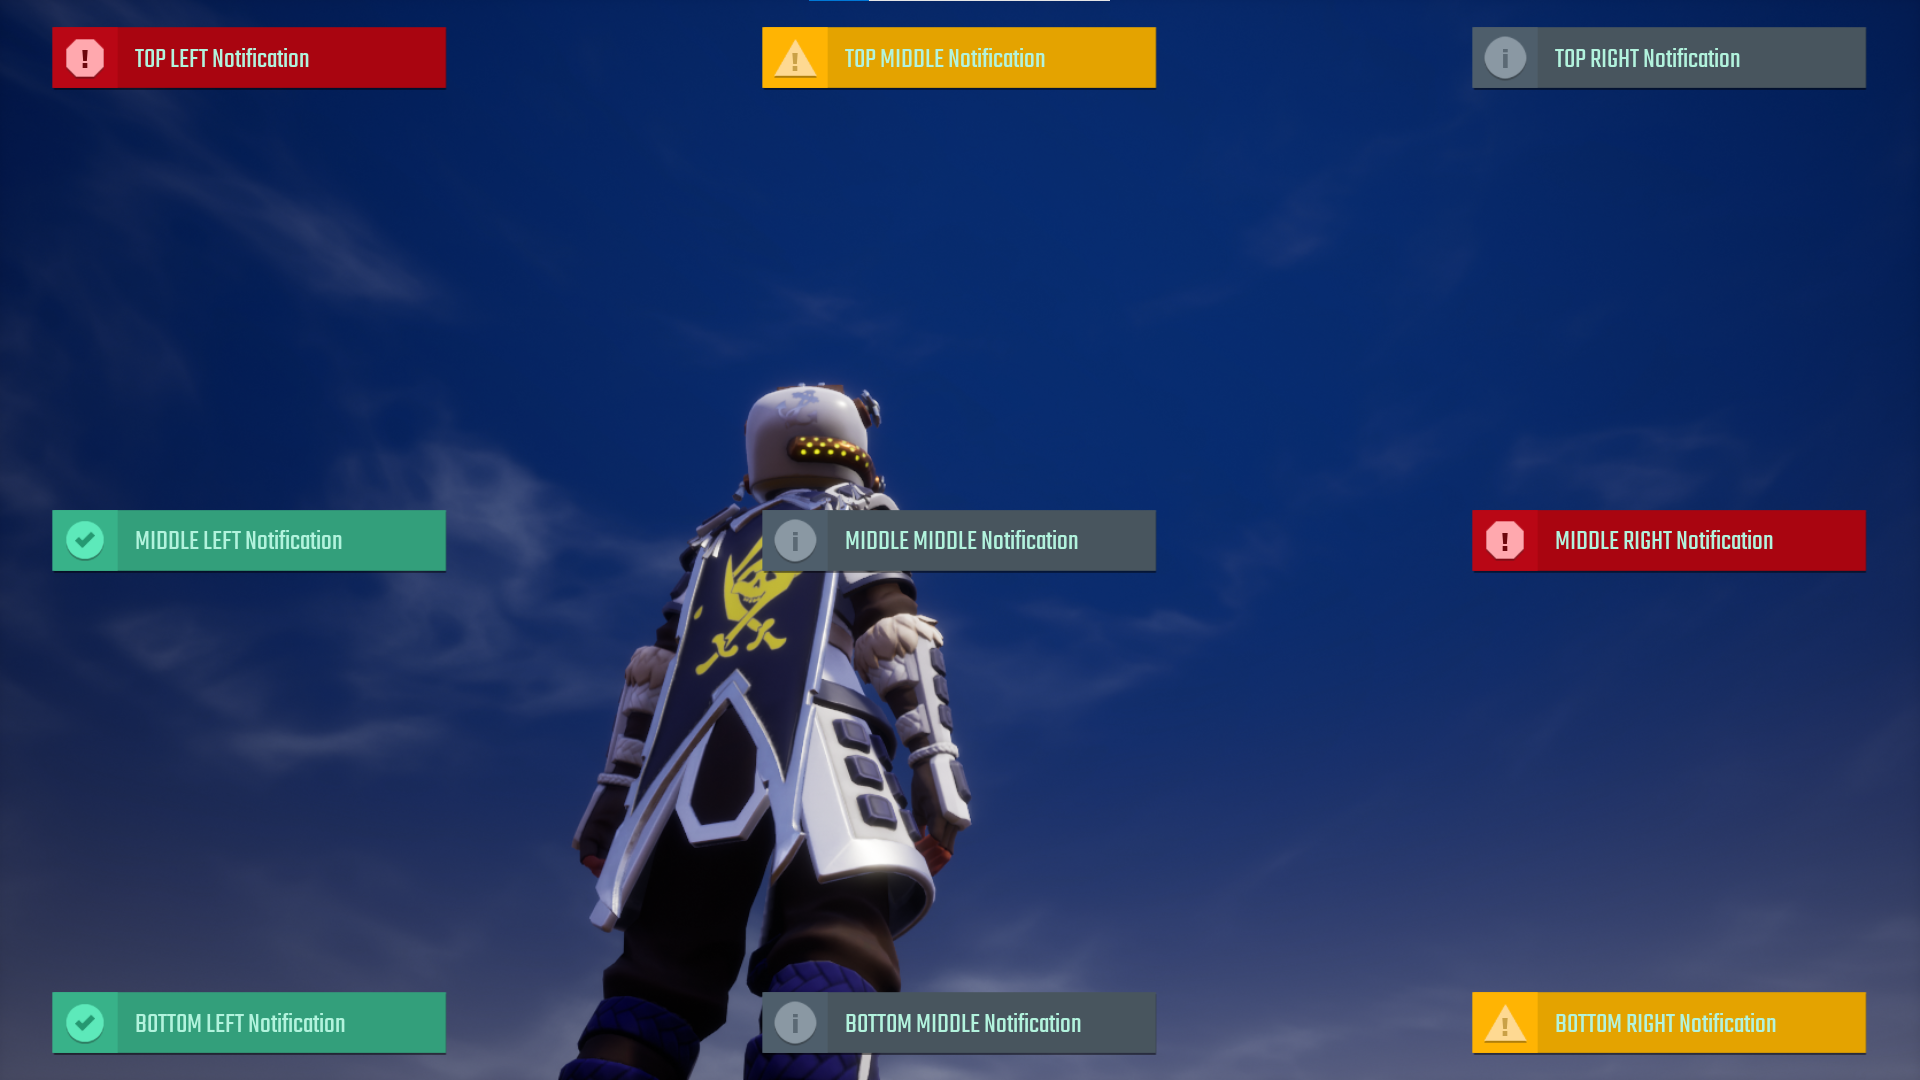 TOP LEFT Notification
TOP MIDDLE Notification
TOP RIGHT Notification
MIDDLE LEFT Notification
MIDDLE MIDDLE Notification
MIDDLE RIGHT Notification
BOTTOM LEFT Notification
BOTTOM MIDDLE Notification
BOTTOM RIGHT Notification